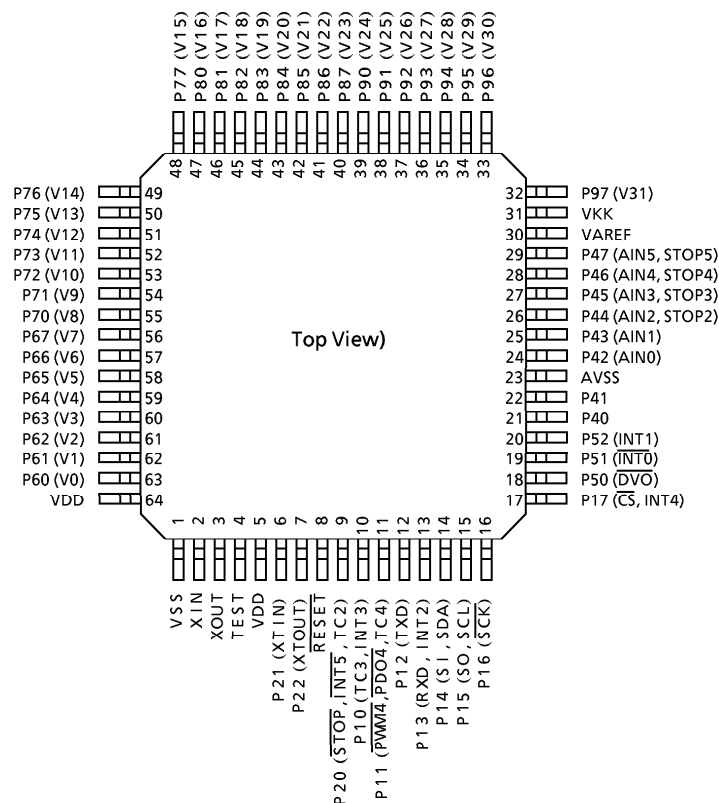 P77 (V15)
P80 (V16)
P81 (V17)
P82 (V18)
P83 (V19)
P84 (V20)
P85 (V21)
P86 (V22)
P87 (V23)
P90 (V24)
P91 (V25)
P92 (V26)
P93 (V27)
P94 (V28)
P95 (V29)
P96 (V30)
48
47
46
45
44
43
42
41
40
39
38
37
36
35
34
33
P76 (V14) 49
P75 (V13) 50
P74 (V12) 51
P73 (V11) 52
P72 (V10) 53
P71 (V9) 54
P70 (V8) 55
P67 (V7) 56
P66 (V6) 57
P65 (V5) 58
P64 (V4) 59
P63 (V3) 60
P62 (V2) 61
P61 (V1) 62
P60 (V0) 63
VDD 64
Top View)
32 P97 (V31)
31 VKK
30 VAREF
29 P47 (AIN5, STOP5)
28 P46 (AIN4, STOP4)
27 P45 (AIN3, STOP3)
26 P44 (AIN2, STOP2)
25 P43 (AIN1)
24 P42 (AIN0)
23 AVSS
22 P41
21 P40
20 P52 (INT1)
19 P51 (I̅N̅T̅0̅)
18 P50 (D̅V̅O̅)
17 P17 (C̅S̅, INT4)
1
2
3
4
5
6
7
8
9
10
11
12
13
14
15
16
VSS
XIN
XOUT
TEST
VDD
P21 (XTIN)
P22 (XTOUT)
R̅E̅S̅E̅T̅
P20 (S̅T̅O̅P̅, I̅N̅T̅5̅, TC2)
P10 (TC3, INT3)
P11 (P̅W̅M̅4̅, P̅D̅O̅4̅, TC4)
P12 (TXD)
P13 (RXD, INT2)
P14 (SI, SDA)
P15 (SO, SCL)
P16 (S̅C̅K̅)